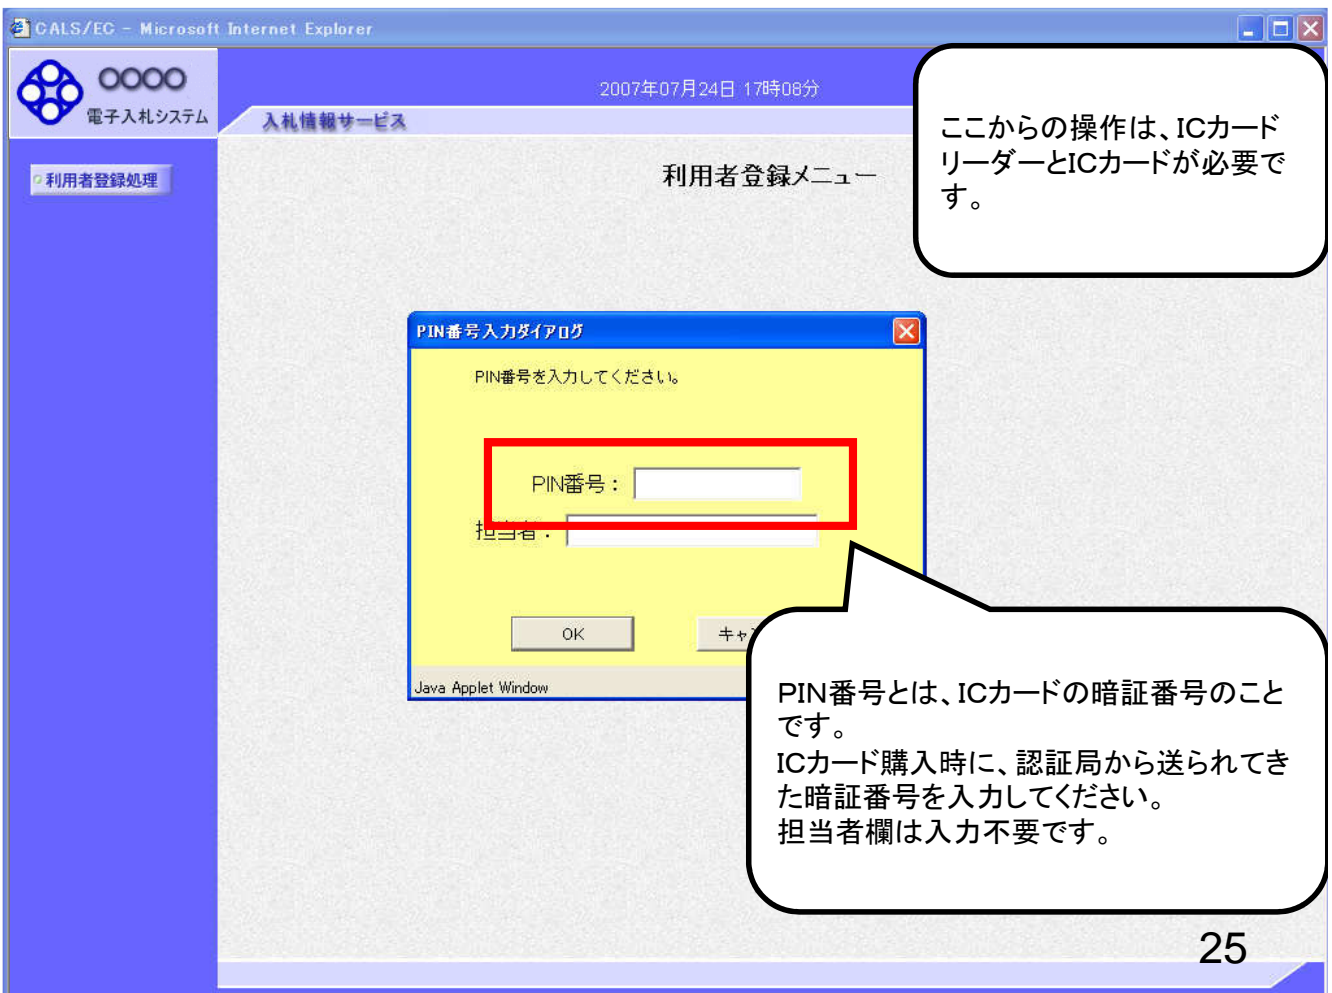 CALS/EC - Microsoft Internet Explorer
○○○○
電子入札システム
2007年07月24日 17時08分
入札情報サービス
利用者登録処理
利用者登録メニュー
ここからの操作は、ICカード
リーダーとICカードが必要で
す。
PIN番号入力ダイアログ
PIN番号を入力してください。
PIN番号：
担当者：
OK
キャン
Java Applet Window
PIN番号とは、ICカードの暗証番号のこと
です。
ICカード購入時に、認証局から送られてき
た暗証番号を入力してください。
担当者欄は入力不要です。
25